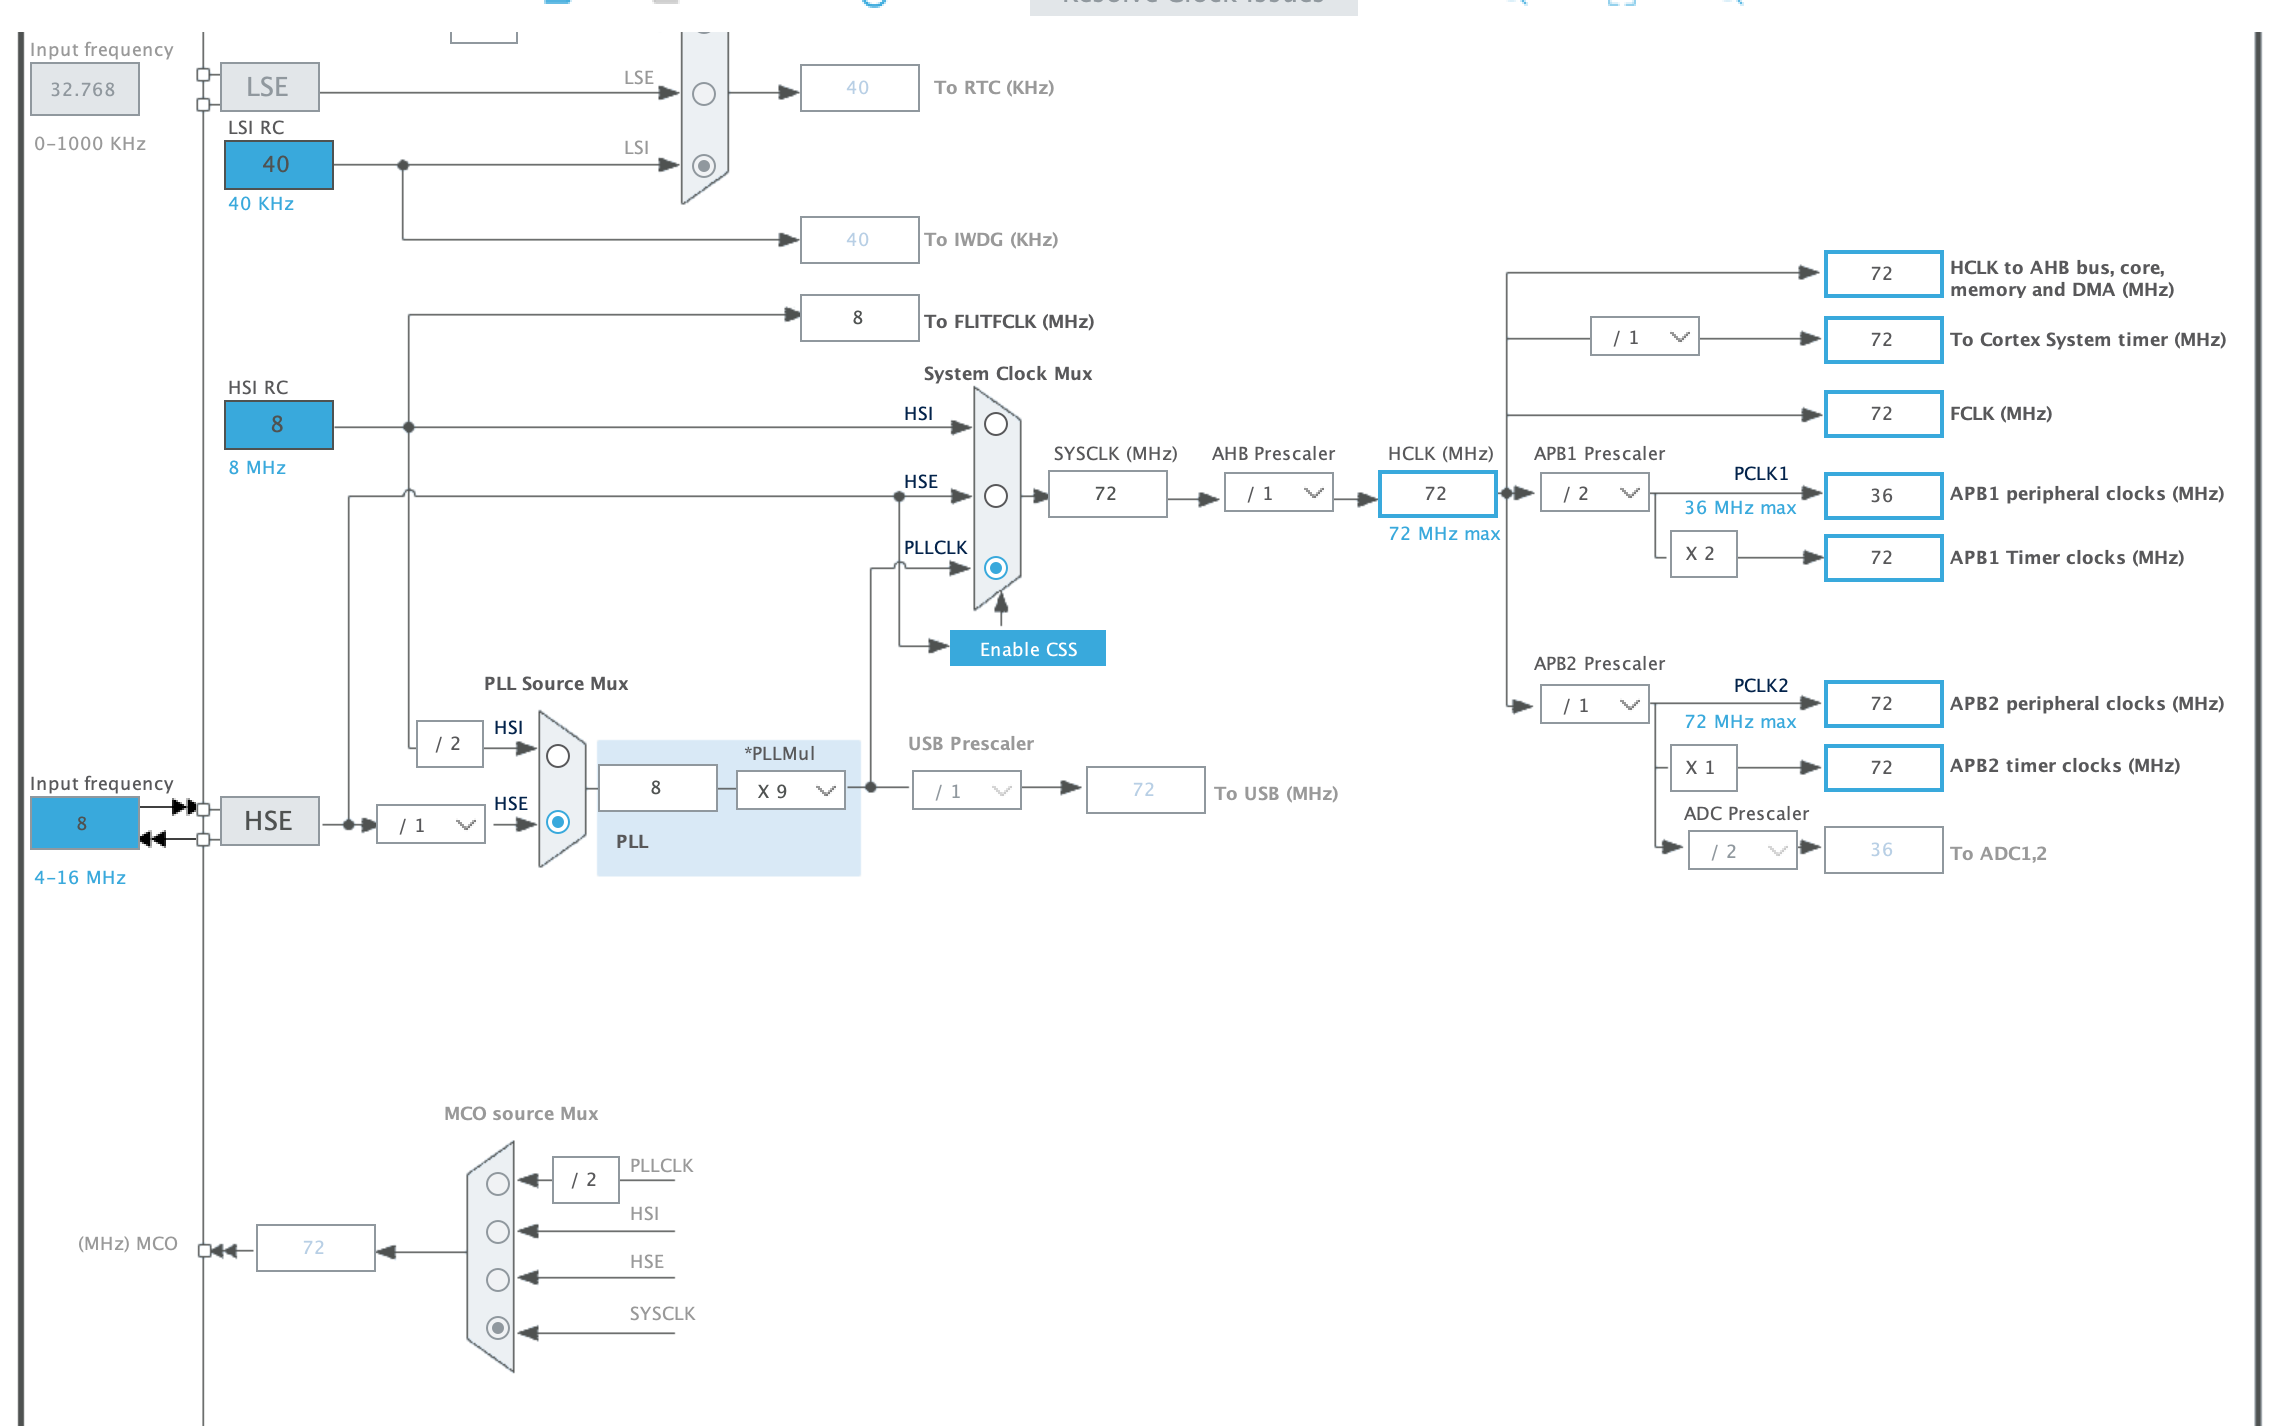 Resolve Clock Issues
Input frequency
32.768
0-1000 KHz
LSE
LSE
40
To RTC (KHz)
LSI RC
40
40 KHz
LSI
40
To IWDG (KHz)
8
To FLITFCLK (MHz)
HSI RC
8
8 MHz
System Clock Mux
HSI
HSE
PLLCLK
Enable CSS
SYSCLK (MHz)
72
AHB Prescaler
/ 1
HCLK (MHz)
72
72 MHz max
72
HCLK to AHB bus, core,
memory and DMA (MHz)
/ 1
72
To Cortex System timer (MHz)
72
FCLK (MHz)
APB1 Prescaler
/ 2
PCLK1
36 MHz max
36
APB1 peripheral clocks (MHz)
X 2
72
APB1 Timer clocks (MHz)
APB2 Prescaler
/ 1
PCLK2
72 MHz max
72
APB2 peripheral clocks (MHz)
X 1
72
APB2 timer clocks (MHz)
ADC Prescaler
/ 2
36
To ADC1,2
PLL Source Mux
/ 2
HSI
Input frequency
8
4-16 MHz
HSE
/ 1
HSE
8
*PLLMul
X 9
PLL
USB Prescaler
/ 1
72
To USB (MHz)
MCO source Mux
/ 2
PLLCLK
HSI
HSE
SYSCLK
(MHz) MCO
72